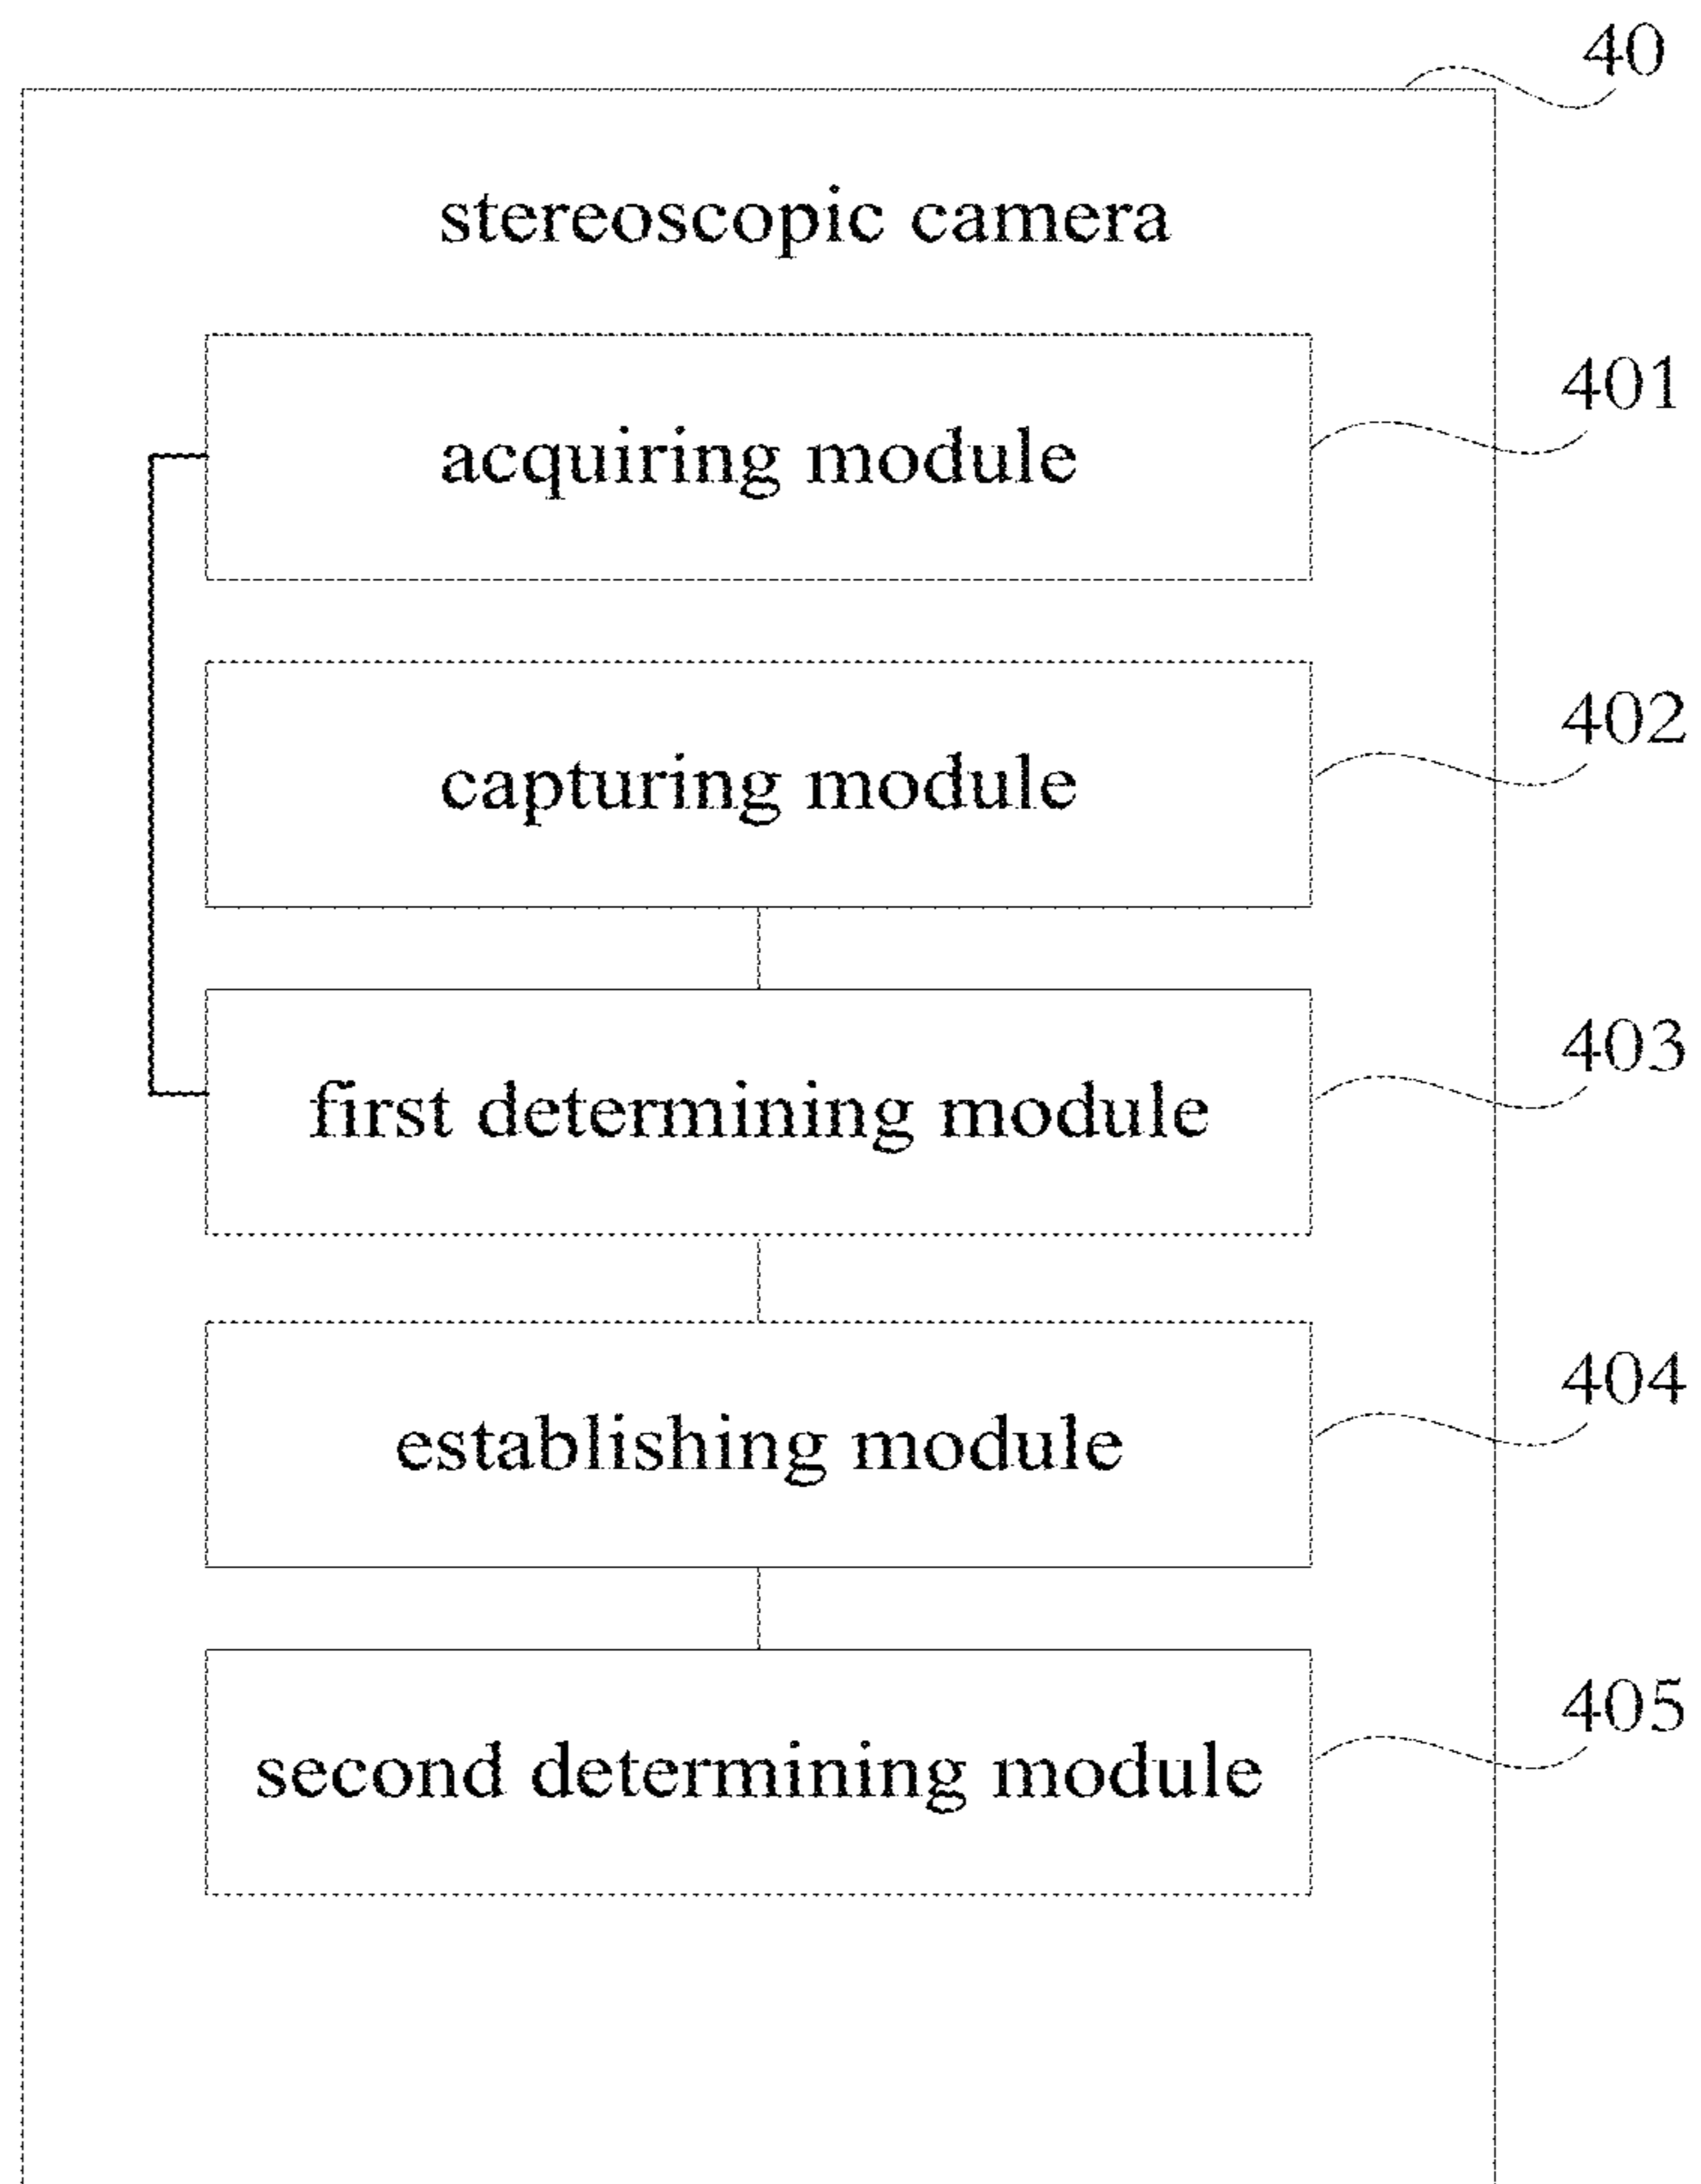 40
stereoscopic camera
401
acquiring module
402
capturing module
403
first determining module
404
establishing module
405
second determining module